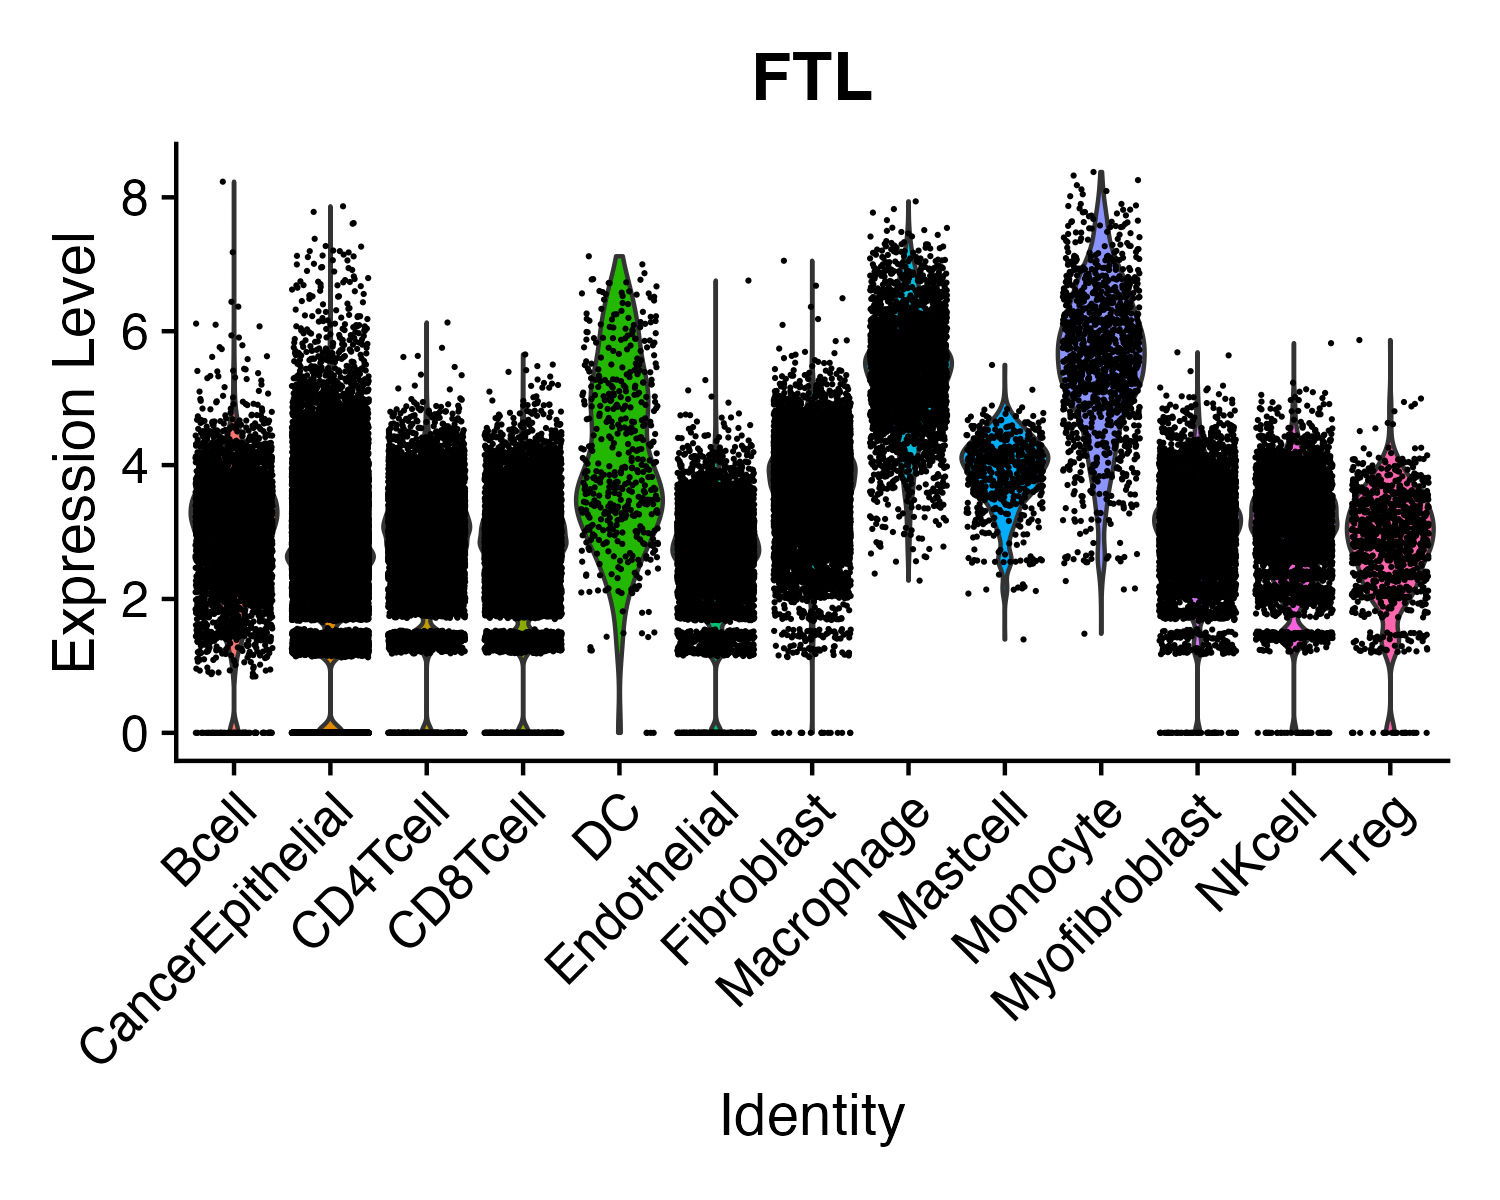 FTL
Expression Level
8
6
4
2
0
Bcell
CancerEpithelial
CD4Tcell
CD8Tcell
DC
Endothelial
Fibroblast
Macrophage
Mastcell
Monocyte
Myofibroblast
NKcell
Treg
Identity